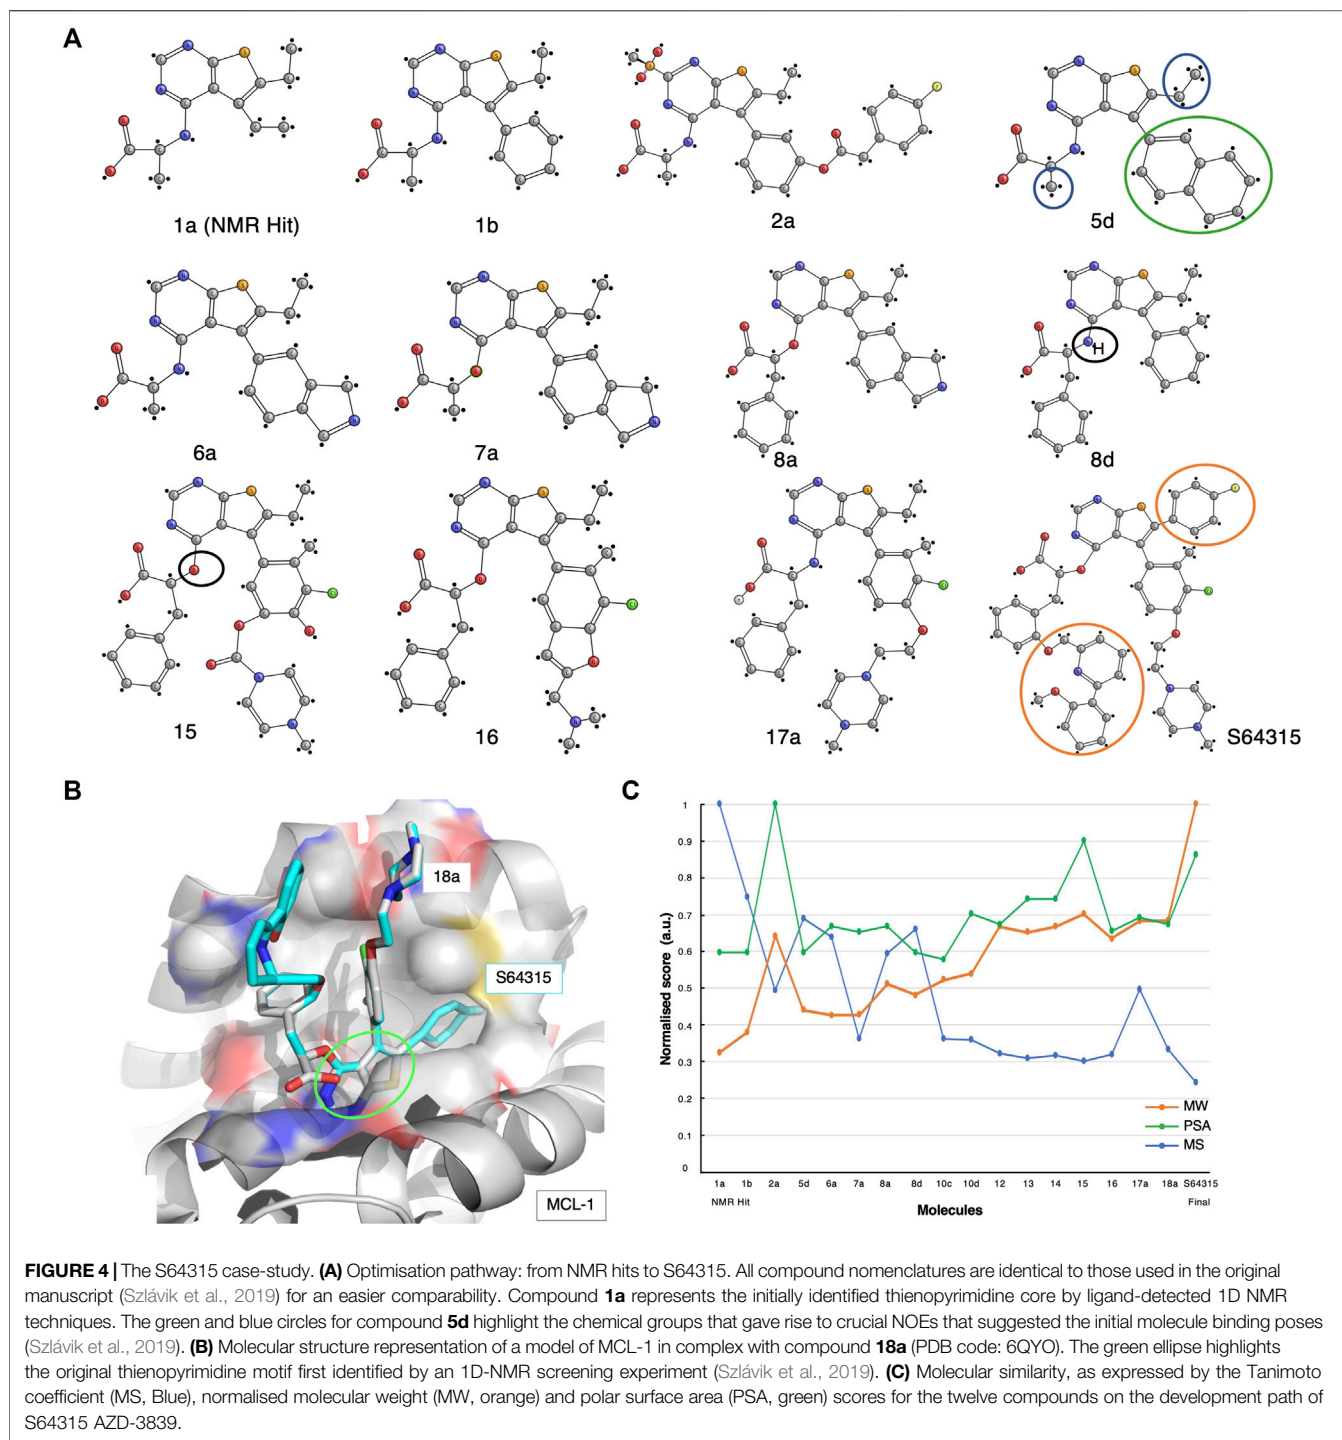 A
1a (NMR Hit)
1b
2a
5d
6a
7a
8a
8d
H
15
16
17a
S64315
B
18a
S64315
MCL-1
C
Normalised score (a.u.)
1
0.9
0.8
0.7
0.6
0.5
0.4
0.3
0.2
0.1
0
MW
PSA
MS
1a 1b 2a 5d 6a 7a 8a 8d 10c 10d 12 13 14 15 16 17a 18a S64315
NMR Hit Final
Molecules
FIGURE 4 | The S64315 case-study. (A) Optimisation pathway: from NMR hits to S64315. All compound nomenclatures are identical to those used in the original
manuscript (Szlávik et al., 2019) for an easier comparability. Compound 1a represents the initially identified thienopyrimidine core by ligand-detected 1D NMR
techniques. The green and blue circles for compound 5d highlight the chemical groups that gave rise to crucial NOEs that suggested the initial molecule binding poses
(Szlávik et al., 2019). (B) Molecular structure representation of a model of MCL-1 in complex with compound 18a (PDB code: 6QYO). The green ellipse highlights
the original thienopyrimidine motif first identified by an 1D-NMR screening experiment (Szlávik et al., 2019). (C) Molecular similarity, as expressed by the Tanimoto
coefficient (MS, Blue), normalised molecular weight (MW, orange) and polar surface area (PSA, green) scores for the twelve compounds on the development path of
S64315 AZD-3839.